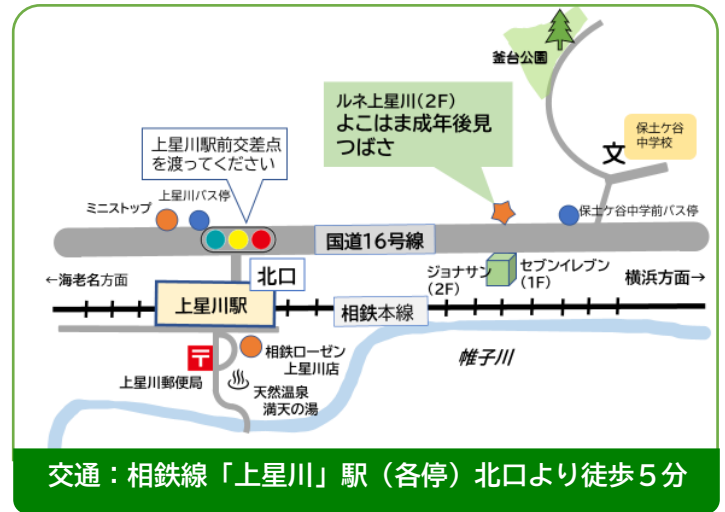 釜台公園
ルネ上星川(2F)
よこはま成年後見
つばさ
保土ケ谷
中学校
文
上星川駅前交差点
を渡ってください
上星川バス停
ミニストップ
保土ケ谷中学前バス停
国道16号線
北口
ジョナサン
(2F)
セブンイレブン
(1F)
←海老名方面
横浜方面→
上星川駅
相鉄本線
〒
相鉄ローゼン
上星川店
帷子川
上星川郵便局
天然温泉
満天の湯
交通：相鉄線「上星川」駅（各停）北口より徒歩５分